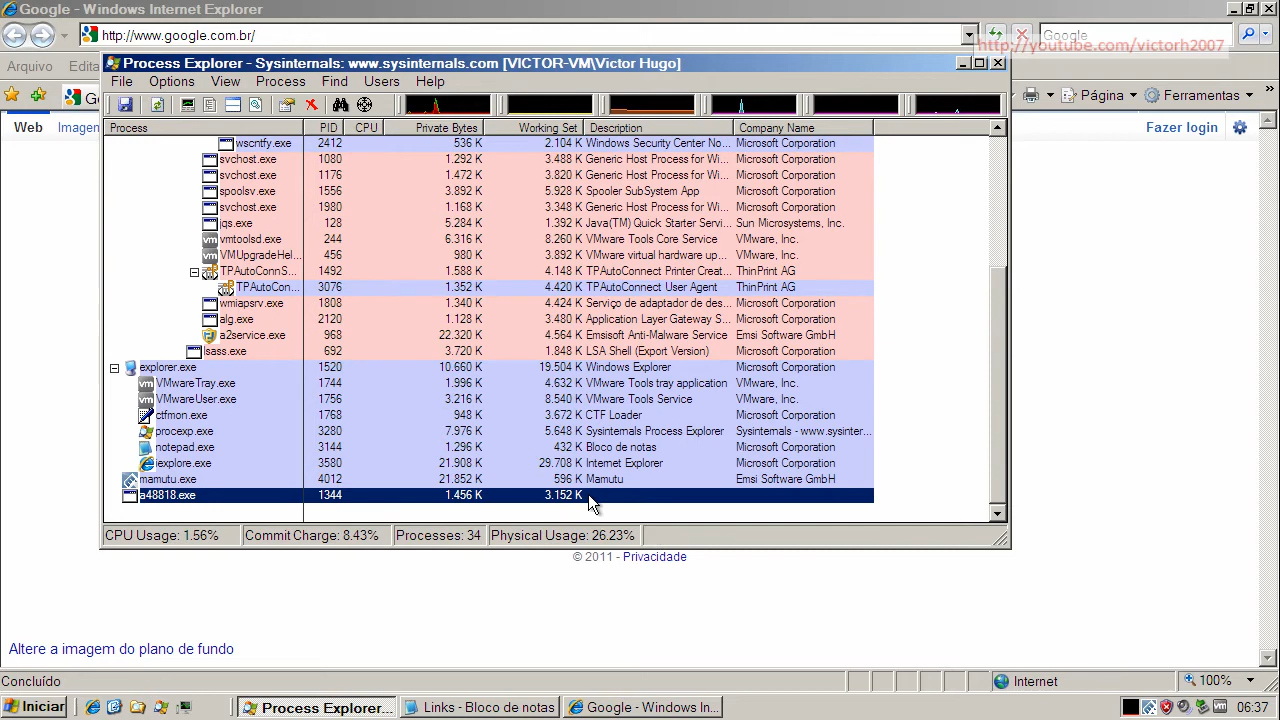 Google - Windows Internet Explorer
http://www.google.com.br/
Google
http://youtube.com/victorh2007
Arquivo Edita
Página Ferramentas
Web Imagen
Fazer login
Process Explorer - Sysinternals: www.sysinternals.com [VICTOR-VM\Victor Hugo]
File Options View Process Find Users Help
Process PID CPU Private Bytes Working Set Description Company Name
wscntfy.exe 2412 536 K 2.104 K Windows Security Center No... Microsoft Corporation
svchost.exe 1080 1.292 K 3.488 K Generic Host Process for Wi... Microsoft Corporation
svchost.exe 1176 1.472 K 3.820 K Generic Host Process for Wi... Microsoft Corporation
spoolsv.exe 1556 3.892 K 5.928 K Spooler SubSystem App Microsoft Corporation
svchost.exe 1980 1.168 K 3.348 K Generic Host Process for Wi... Microsoft Corporation
jqs.exe 128 5.284 K 1.392 K Java(TM) Quick Starter Servi... Sun Microsystems, Inc.
vmtoolsd.exe 244 6.316 K 8.260 K VMware Tools Core Service VMware, Inc.
VMUpgradeHel... 456 980 K 3.892 K VMware virtual hardware up... VMware, Inc.
TPAutoConnS... 1492 1.588 K 4.148 K TPAutoConnect Printer Creat... ThinPrint AG
TPAutoCon... 3076 1.352 K 4.420 K TPAutoConnect User Agent ThinPrint AG
wmiapsrv.exe 1808 1.340 K 4.424 K Serviço de adaptador de des... Microsoft Corporation
alg.exe 2120 1.128 K 3.480 K Application Layer Gateway S... Microsoft Corporation
a2service.exe 968 22.320 K 4.564 K Emsisoft Anti-Malware Service Emsi Software GmbH
lsass.exe 692 3.720 K 1.848 K LSA Shell (Export Version) Microsoft Corporation
explorer.exe 1520 10.660 K 19.504 K Windows Explorer Microsoft Corporation
VMwareTray.exe 1744 1.996 K 4.632 K VMware Tools tray application VMware, Inc.
VMwareUser.exe 1756 3.216 K 8.540 K VMware Tools Service VMware, Inc.
ctfmon.exe 1768 948 K 3.672 K CTF Loader Microsoft Corporation
procexp.exe 3280 7.976 K 5.648 K Sysinternals Process Explorer Sysinternals - www.sysinter...
notepad.exe 3144 1.296 K 432 K Bloco de notas Microsoft Corporation
iexplore.exe 3580 21.908 K 29.708 K Internet Explorer Microsoft Corporation
mamutu.exe 4012 21.852 K 596 K Mamutu Emsi Software GmbH
a48818.exe 1344 1.456 K 3.152 K
CPU Usage: 1.56% Commit Charge: 8.43% Processes: 34 Physical Usage: 26.23%
© 2011 - Privacidade
Altere a imagem do plano de fundo
Concluído Internet 100%
Iniciar Process Explorer... Links - Bloco de notas Google - Windows In... 06:37